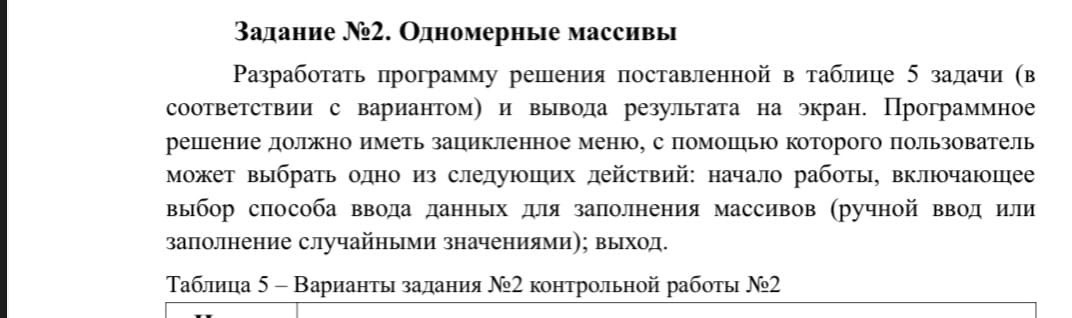 Задание №2. Одномерные массивы
Разработать программу решения поставленной в таблице 5 задачи (в
соответствии с вариантом) и вывода результата на экран. Программное
решение должно иметь зацикленное меню, с помощью которого пользователь
может выбрать одно из следующих действий: начало работы, включающее
выбор способа ввода данных для заполнения массивов (ручной ввод или
заполнение случайными значениями); выход.
Таблица 5 – Варианты задания №2 контрольной работы №2